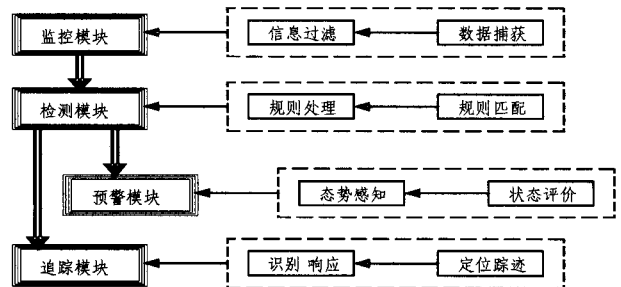 监控模块 信息过滤 数据捕获
检测模块 规则处理 规则匹配
预警模块 态势感知 状态评价
追踪模块 识别 响应 定位踪迹